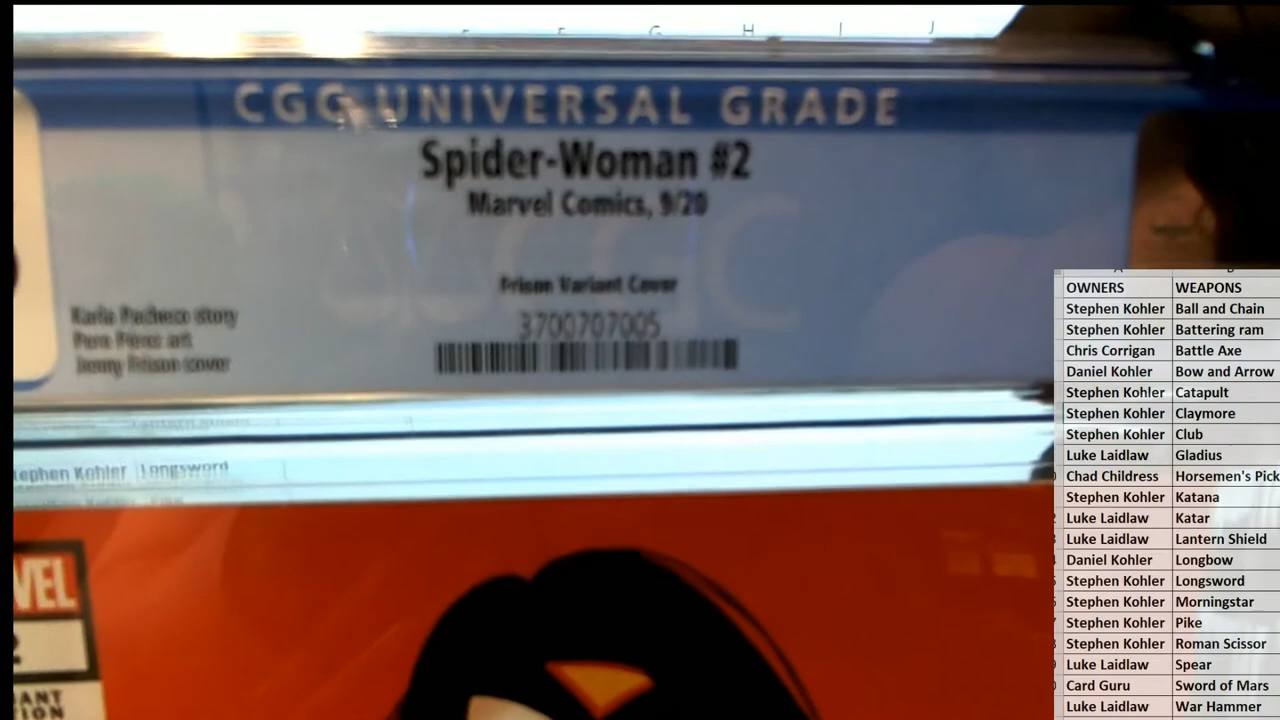 F G H I J
CGC UNIVERSAL GRADE
Spider-Woman #2
Marvel Comics, 9/20
Frison Variant Cover
3700707005
Karla Pacheco story
Pere Pérez art
Jenny Frison cover
tephen Kohler Longsword
VEL
2
ANT
ION
OWNERS WEAPONS
Stephen Kohler Ball and Chain
Stephen Kohler Battering ram
Chris Corrigan Battle Axe
Daniel Kohler Bow and Arrow
Stephen Kohler Catapult
Stephen Kohler Claymore
Stephen Kohler Club
Luke Laidlaw Gladius
Chad Childress Horsemen's Pick
Stephen Kohler Katana
Luke Laidlaw Katar
Luke Laidlaw Lantern Shield
Daniel Kohler Longbow
Stephen Kohler Longsword
Stephen Kohler Morningstar
Stephen Kohler Pike
Stephen Kohler Roman Scissor
Luke Laidlaw Spear
Card Guru Sword of Mars
Luke Laidlaw War Hammer